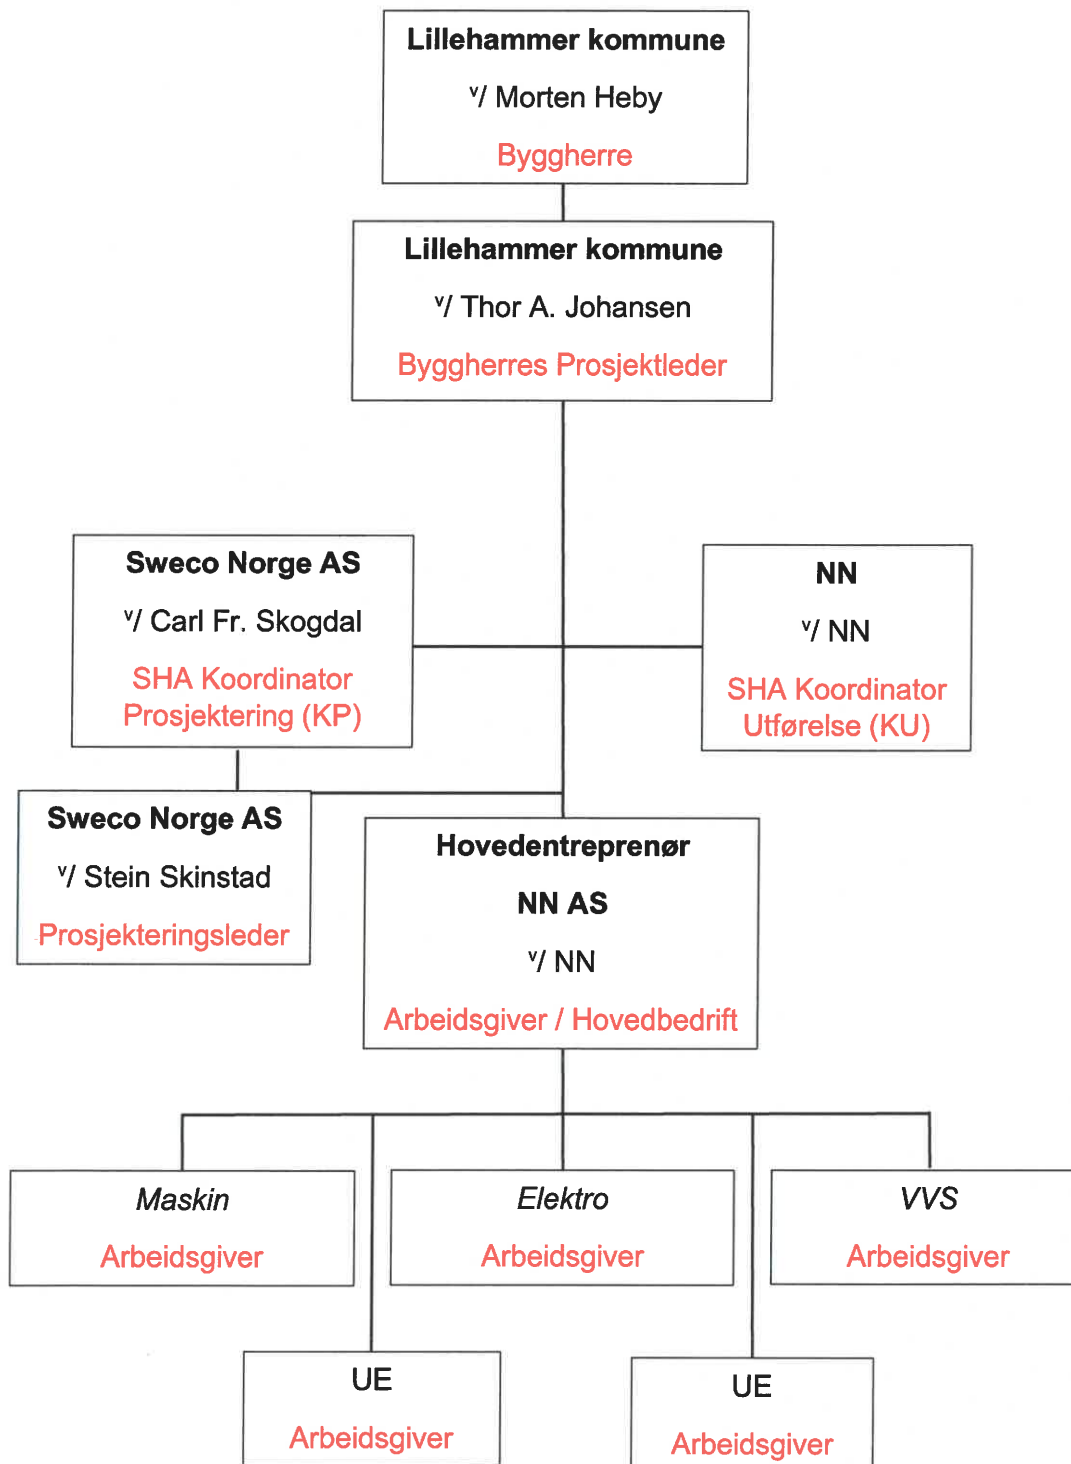 Lillehammer kommune
v/ Morten Heby
Byggherre
Lillehammer kommune
v/ Thor A. Johansen
Byggherres Prosjektleder
Sweco Norge AS
v/ Carl Fr. Skogdal
SHA Koordinator
Prosjektering (KP)
NN
v/ NN
SHA Koordinator
Utførelse (KU)
Sweco Norge AS
v/ Stein Skinstad
Prosjekteringsleder
Hovedentreprenør
NN AS
v/ NN
Arbeidsgiver / Hovedbedrift
Maskin
Arbeidsgiver
Elektro
Arbeidsgiver
VVS
Arbeidsgiver
UE
Arbeidsgiver
UE
Arbeidsgiver